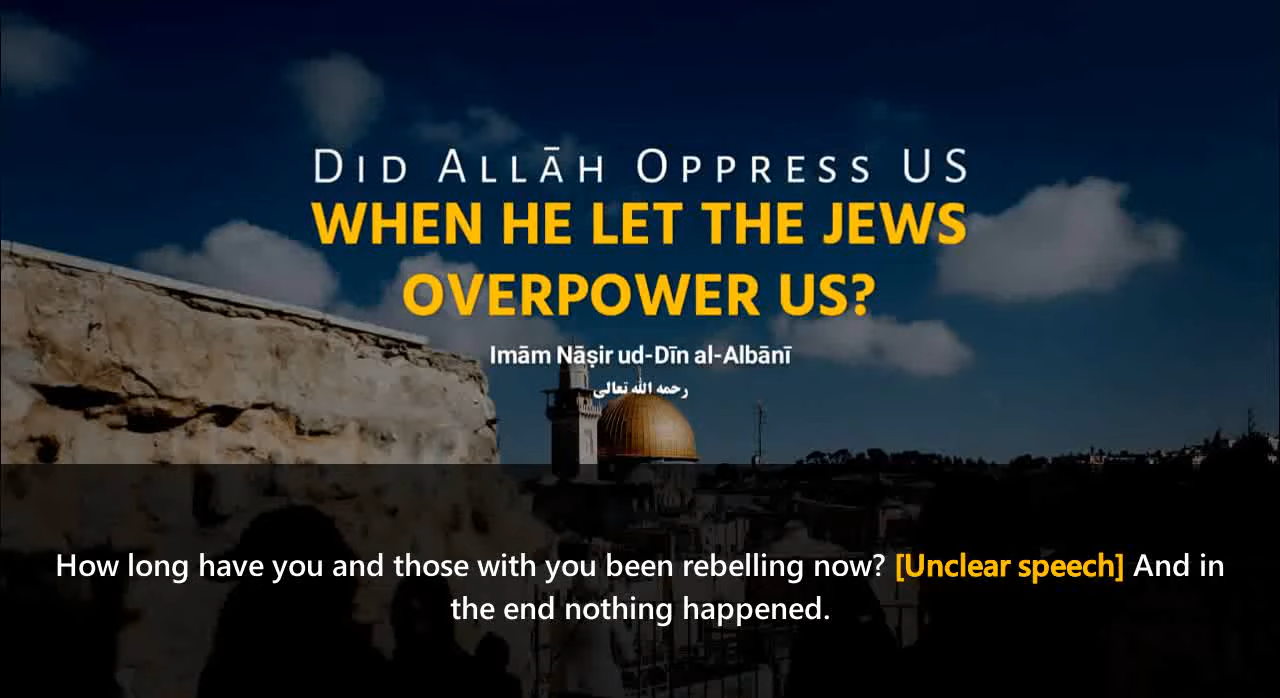 Did Allāh Oppress US
WHEN HE LET THE JEWS
OVERPOWER US?
Imām Nāṣir ud-Dīn al-Albānī
رحمه الله تعالى
How long have you and those with you been rebelling now? [Unclear speech] And in
the end nothing happened.